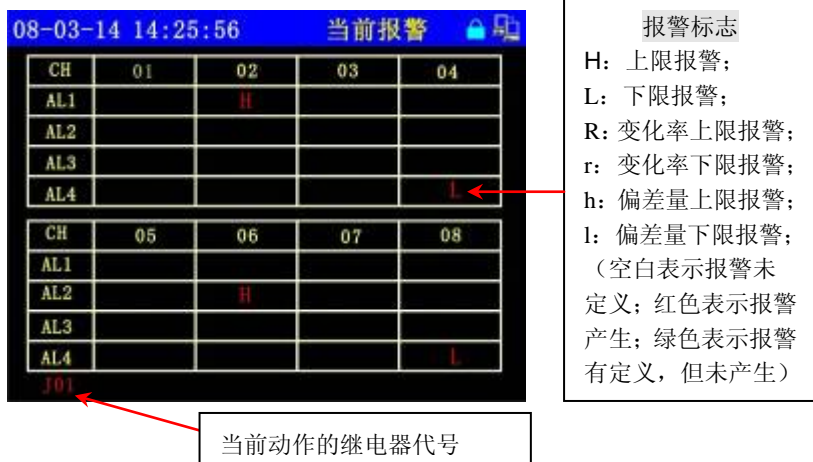 08-03-14 14:25:56 当前报警
CH 01 02 03 04
AL1 H
AL2
AL3
AL4 L
CH 05 06 07 08
AL1
AL2 H
AL3
AL4 L
J01
当前动作的继电器代号
报警标志
H：上限报警；
L：下限报警；
R：变化率上限报警；
r：变化率下限报警；
h：偏差量上限报警；
l：偏差量下限报警；
（空白表示报警未
定义；红色表示报警
产生；绿色表示报警
有定义，但未产生）